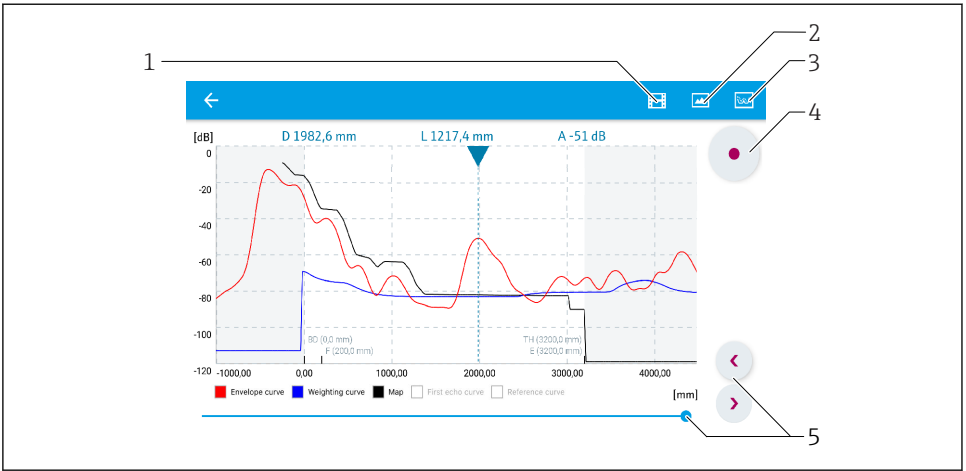 1
2
3
4
[dB]
D 1982,6 mm
L 1217,4 mm
A -51 dB
0
-20
-40
-60
-80
-100
-120
BD (0,0 mm)
F (200,0 mm)
TH (3200,0 mm)
E (3200,0 mm)
-1000,00
0,00
1000,00
2000,00
3000,00
4000,00
[mm]
Envelope curve
Weighting curve
Map
First echo curve
Reference curve
5